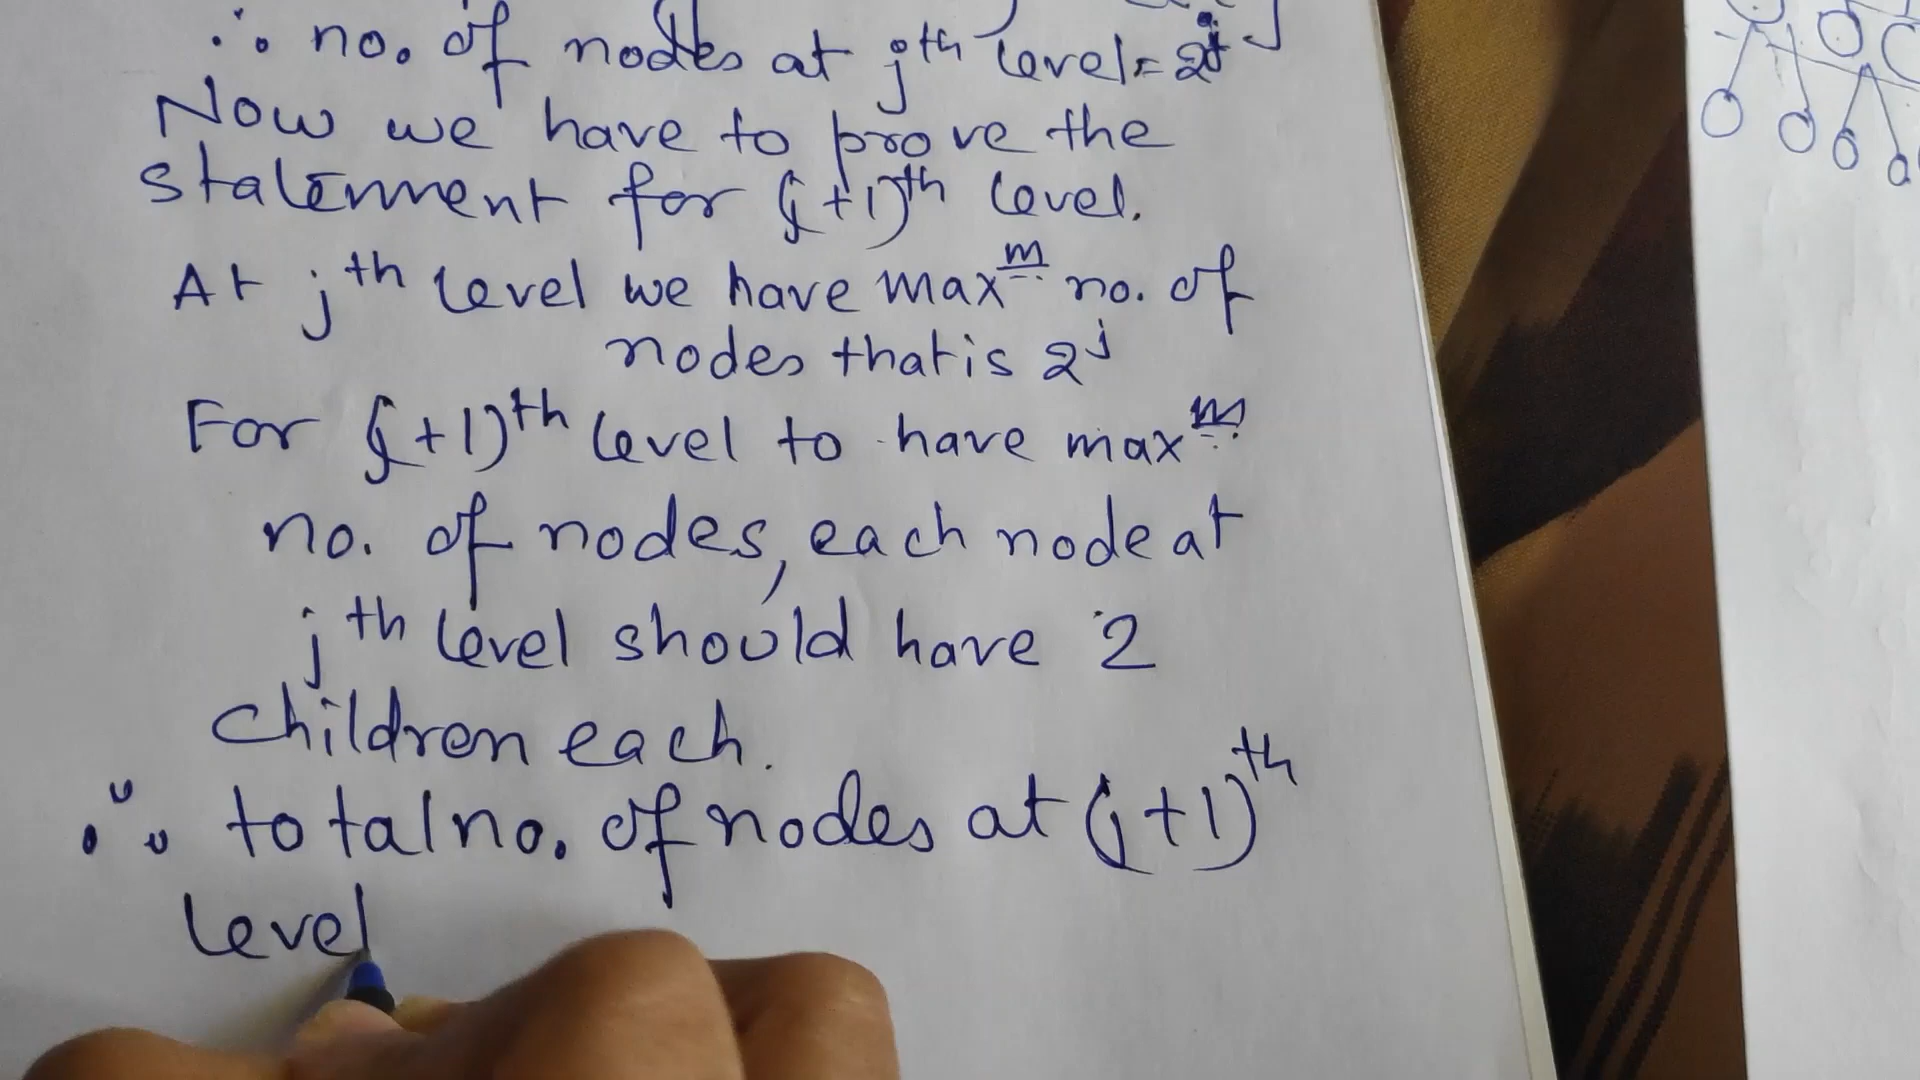 ∴ no. of nodes at jth level = 2^j
Now we have to prove the
statement for (j+1)th level.
At jth level we have maxm no. of
nodes that is 2^j
For (j+1)th level to have maxm
no. of nodes, each node at
jth level should have 2
children each.
∴ total no. of nodes at (j+1)th
level